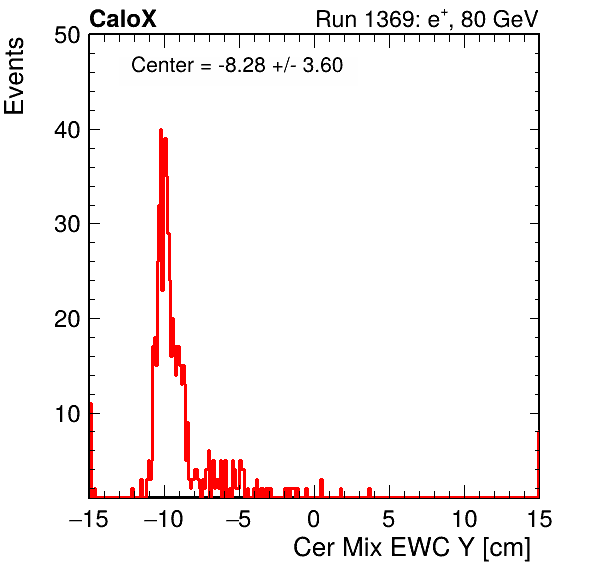 CaloX Run 1369: e+, 80 GeV
Center = -8.28 +/- 3.60
Events
50
40
30
20
10
−15 −10 −5 0 5 10 15
Cer Mix EWC Y [cm]